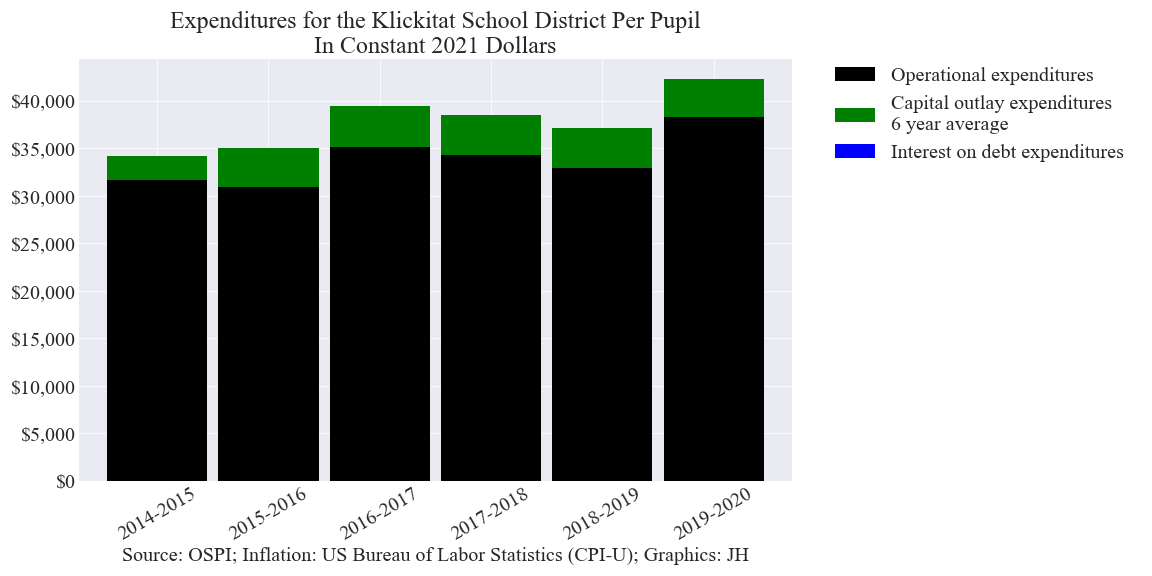 Expenditures for the Klickitat School District Per Pupil
In Constant 2021 Dollars
Operational expenditures
Capital outlay expenditures
6 year average
Interest on debt expenditures
$40,000
$35,000
$30,000
$25,000
$20,000
$15,000
$10,000
$5,000
$0
2014-2015
2015-2016
2016-2017
2017-2018
2018-2019
2019-2020
Source: OSPI; Inflation: US Bureau of Labor Statistics (CPI-U); Graphics: JH